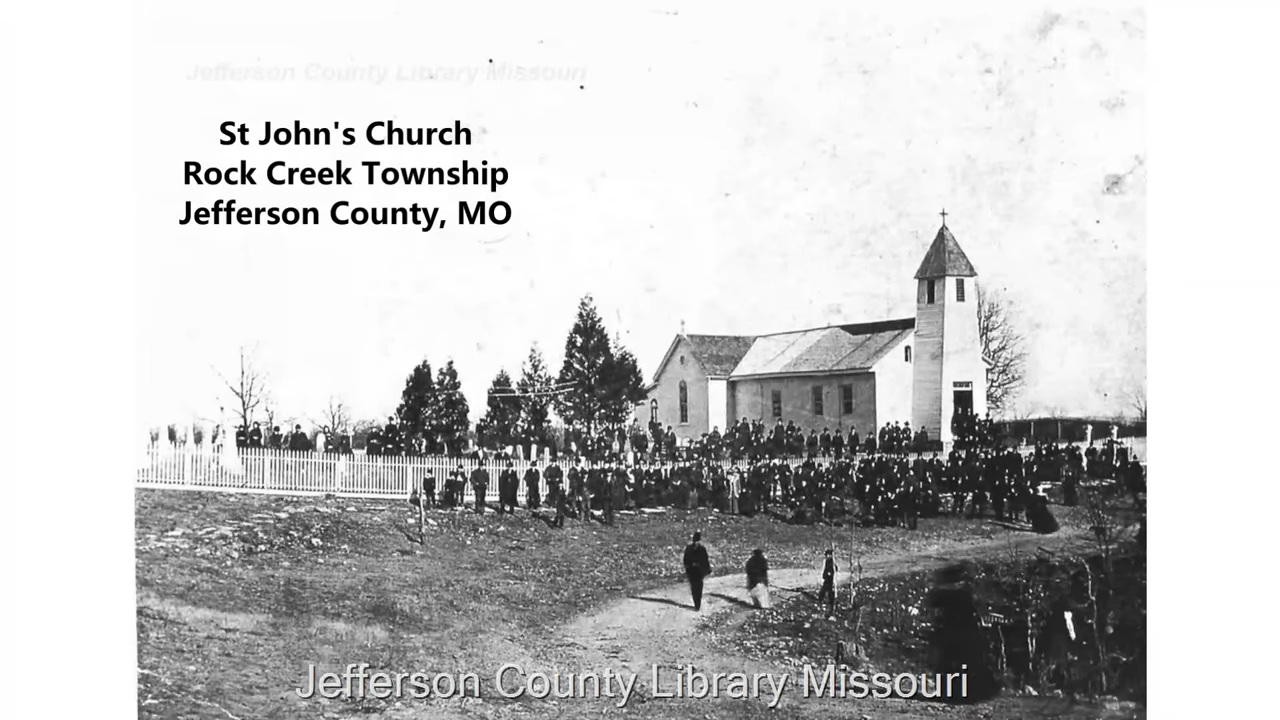 Jefferson County Library Missouri
St John's Church
Rock Creek Township
Jefferson County, MO
Jefferson County Library Missouri